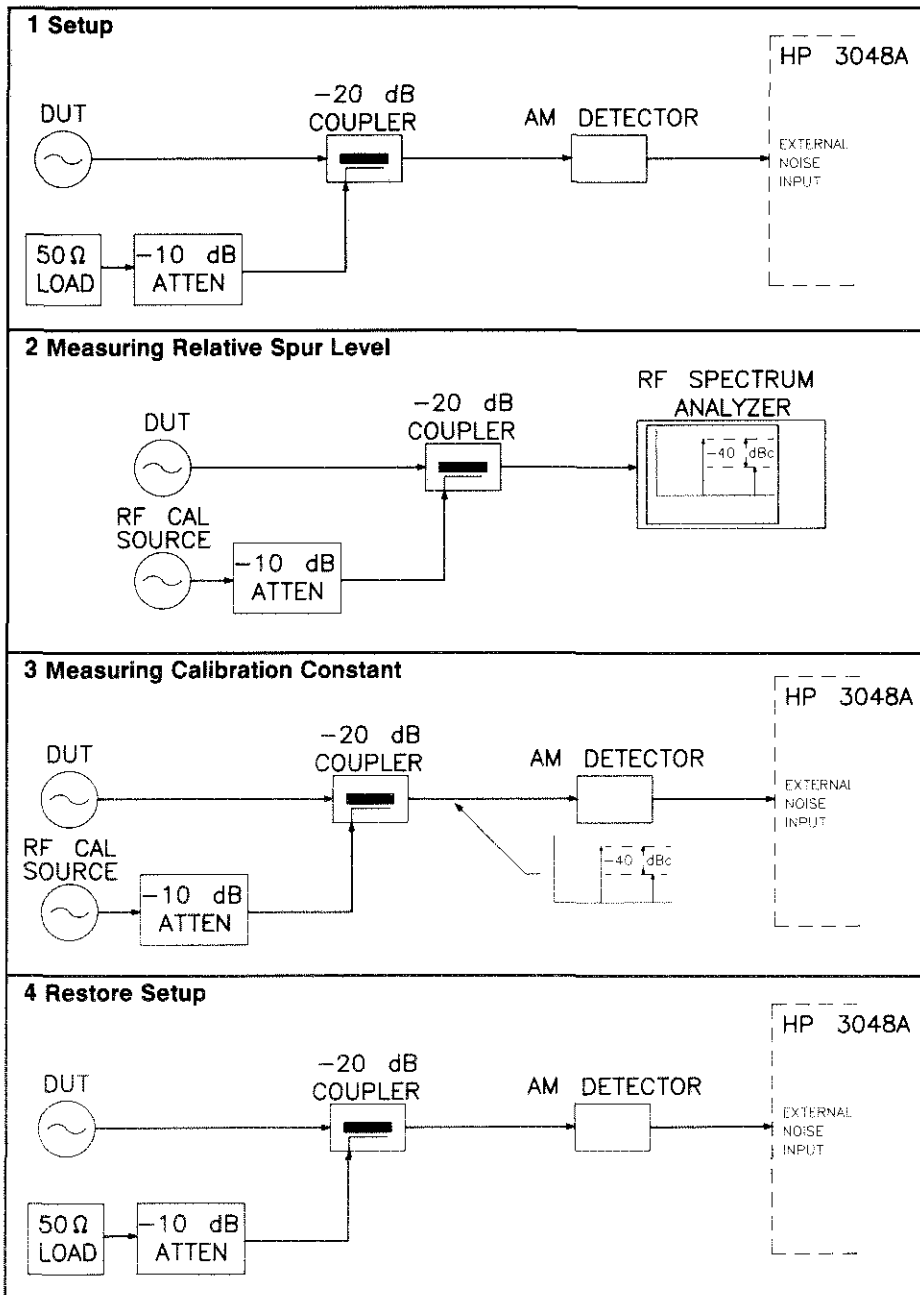 1 Setup
HP 3048A
-20 dB
COUPLER
DUT
AM DETECTOR
EXTERNAL
NOISE
INPUT
50Ω
LOAD
-10 dB
ATTEN
2 Measuring Relative Spur Level
RF SPECTRUM
ANALYZER
-20 dB
COUPLER
DUT
-40 dBc
RF CAL
SOURCE
-10 dB
ATTEN
3 Measuring Calibration Constant
HP 3048A
-20 dB
COUPLER
DUT
AM DETECTOR
EXTERNAL
NOISE
INPUT
RF CAL
SOURCE
-40 dBc
-10 dB
ATTEN
4 Restore Setup
HP 3048A
-20 dB
COUPLER
DUT
AM DETECTOR
EXTERNAL
NOISE
INPUT
50Ω
LOAD
-10 dB
ATTEN